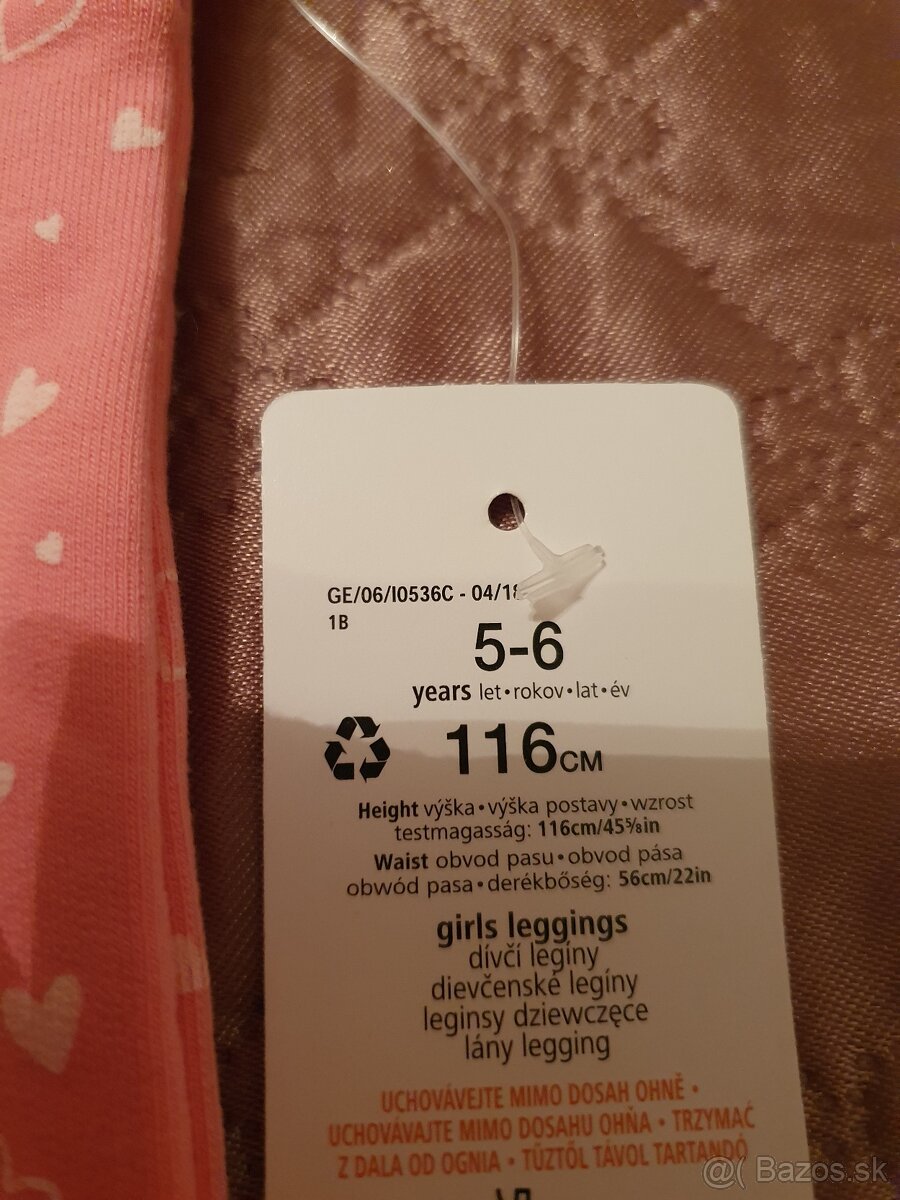 GE/06/I0536C - 04/18
1B
5-6
years let•rokov•lat•év
116CM
Height výška•výška postavy•wzrost
testmagasság: 116cm/45⅝in
Waist obvod pasu•obvod pása
obwód pasa•derékbőség: 56cm/22in
girls leggings
dívčí legíny
dievčenské legíny
leginsy dziewczęce
lány legging
UCHOVÁVEJTE MIMO DOSAH OHNĚ •
UCHOVÁVAJTE MIMO DOSAHU OHŇA • TRZYMAĆ
Z DALA OD OGNIA • TŰZTŐL TÁVOL TARTANDÓ
@( Bazos.sk